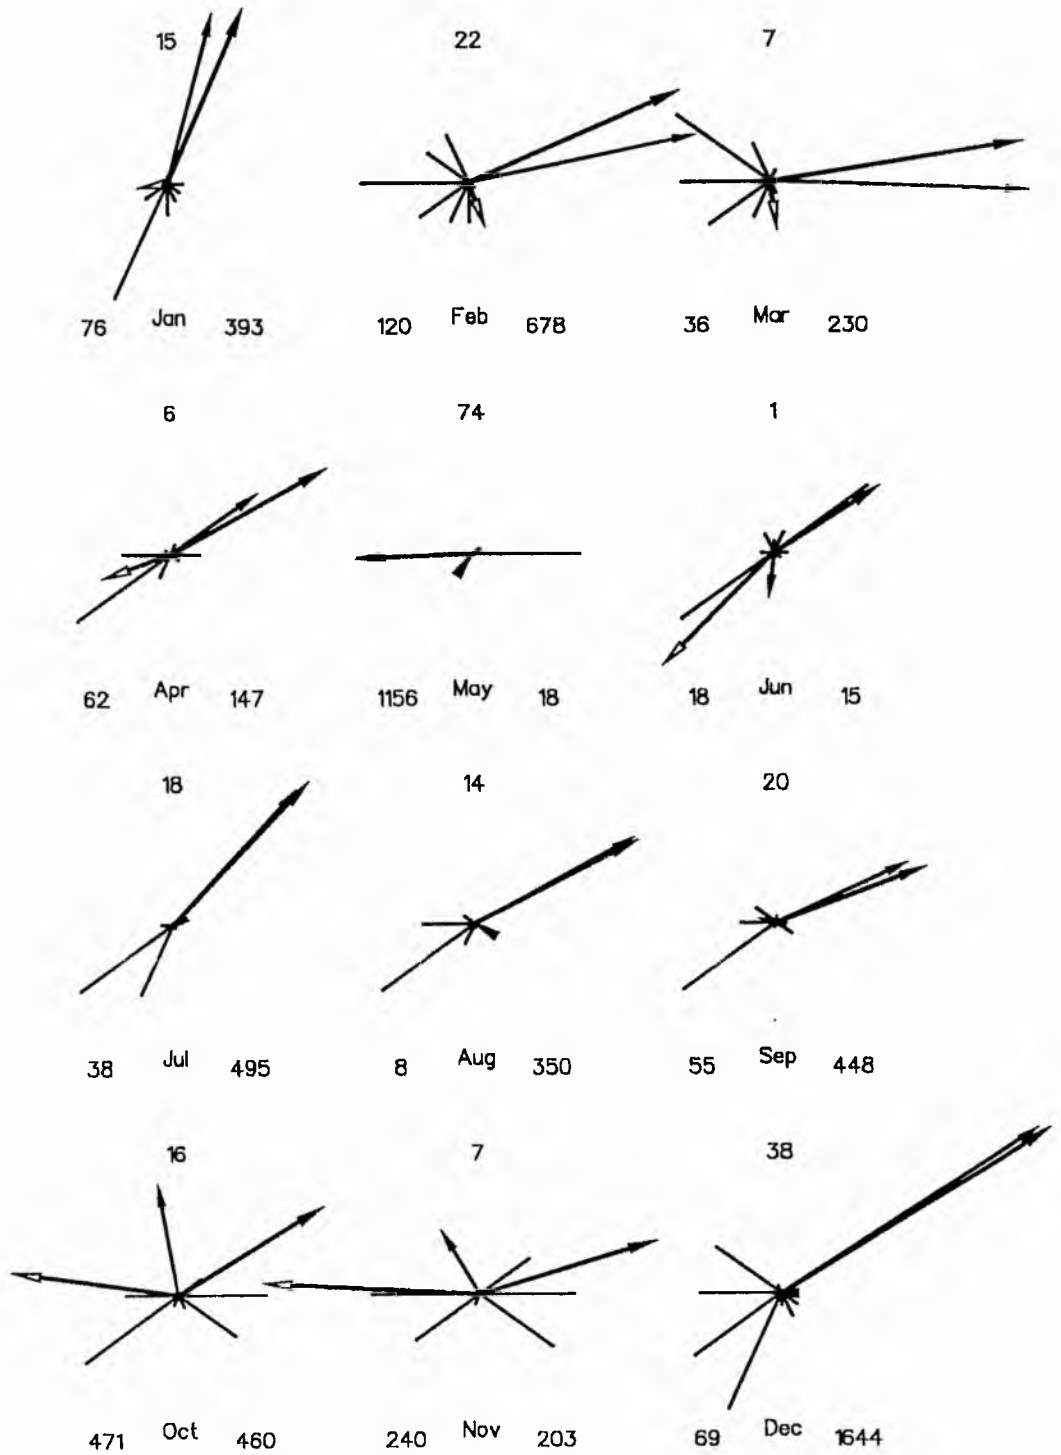 15 22 7
76 Jan 393 120 Feb 678 36 Mar 230
6 74 1
62 Apr 147 1156 May 18 18 Jun 15
18 14 20
38 Jul 495 8 Aug 350 55 Sep 448
16 7 38
471 Oct 460 240 Nov 203 69 Dec 1644